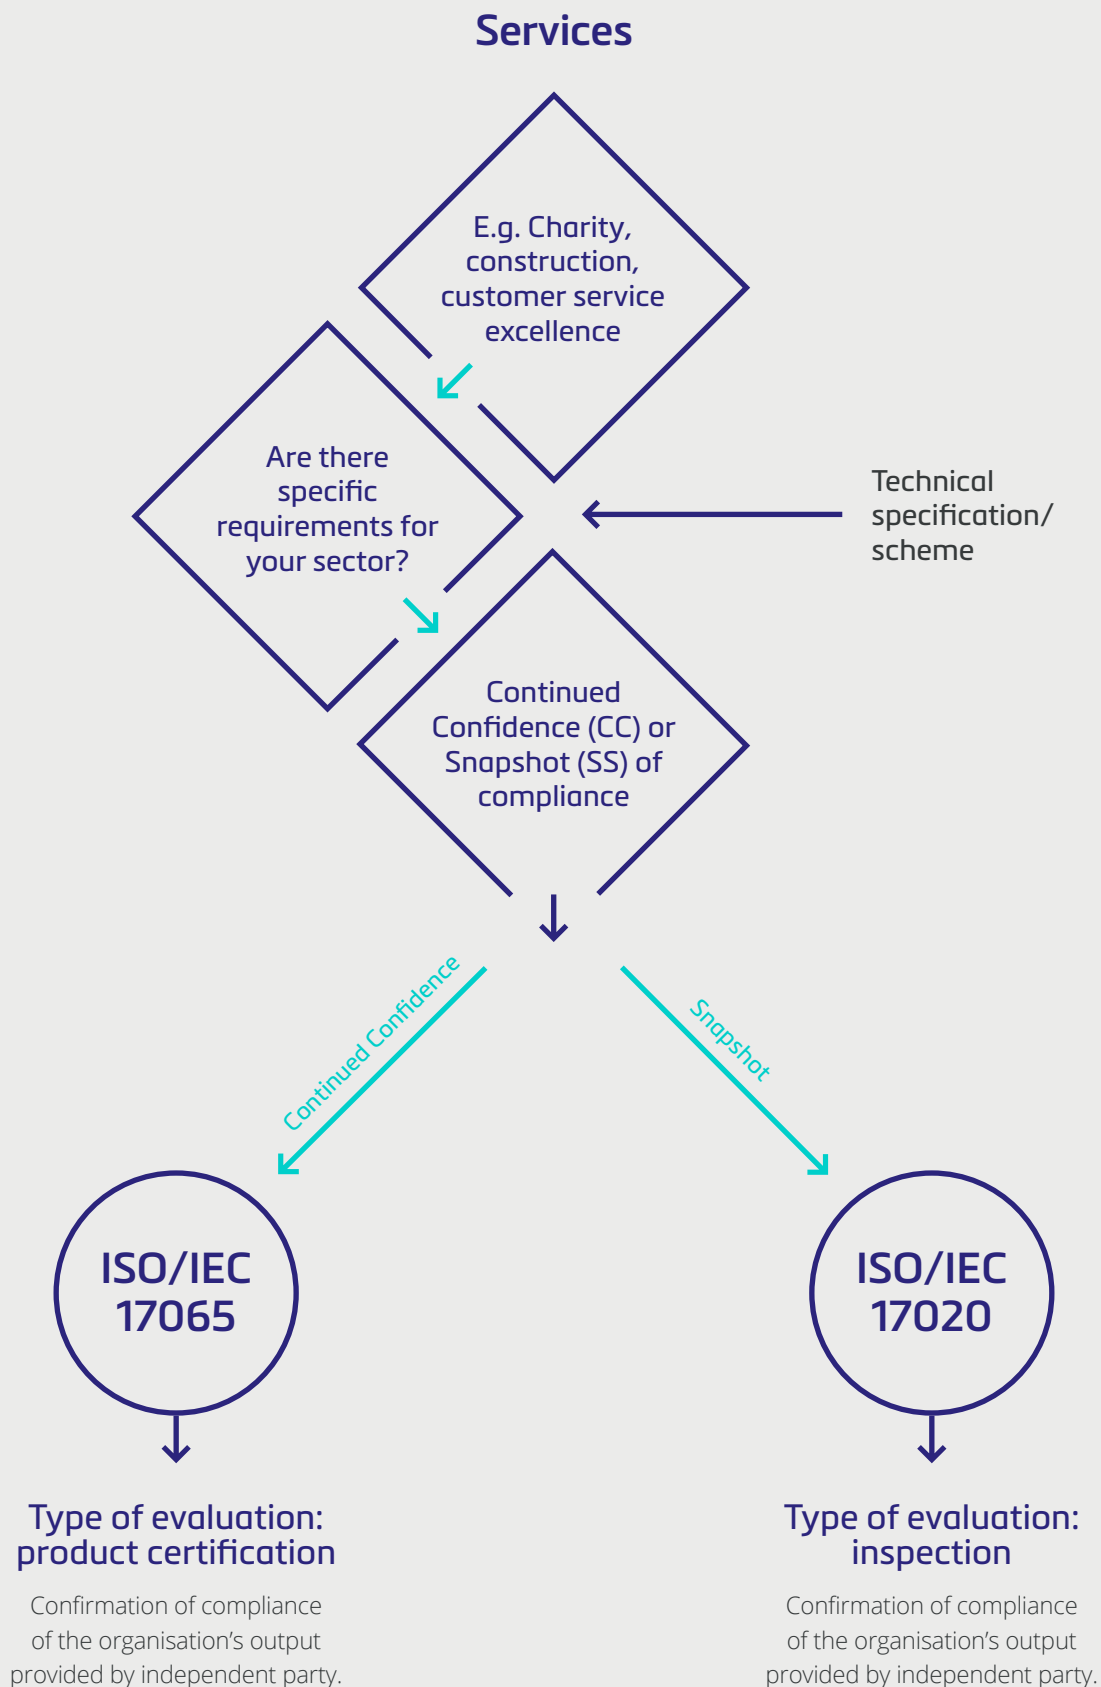 Services
E.g. Charity,
construction,
customer service
excellence
Are there
specific
requirements for
your sector?
Technical
specification/
scheme
Continued
Confidence (CC) or
Snapshot (SS) of
compliance
Continued Confidence
Snapshot
ISO/IEC
17065
ISO/IEC
17020
Type of evaluation:
product certification
Confirmation of compliance
of the organisation’s output
provided by independent party.
Type of evaluation:
inspection
Confirmation of compliance
of the organisation’s output
provided by independent party.